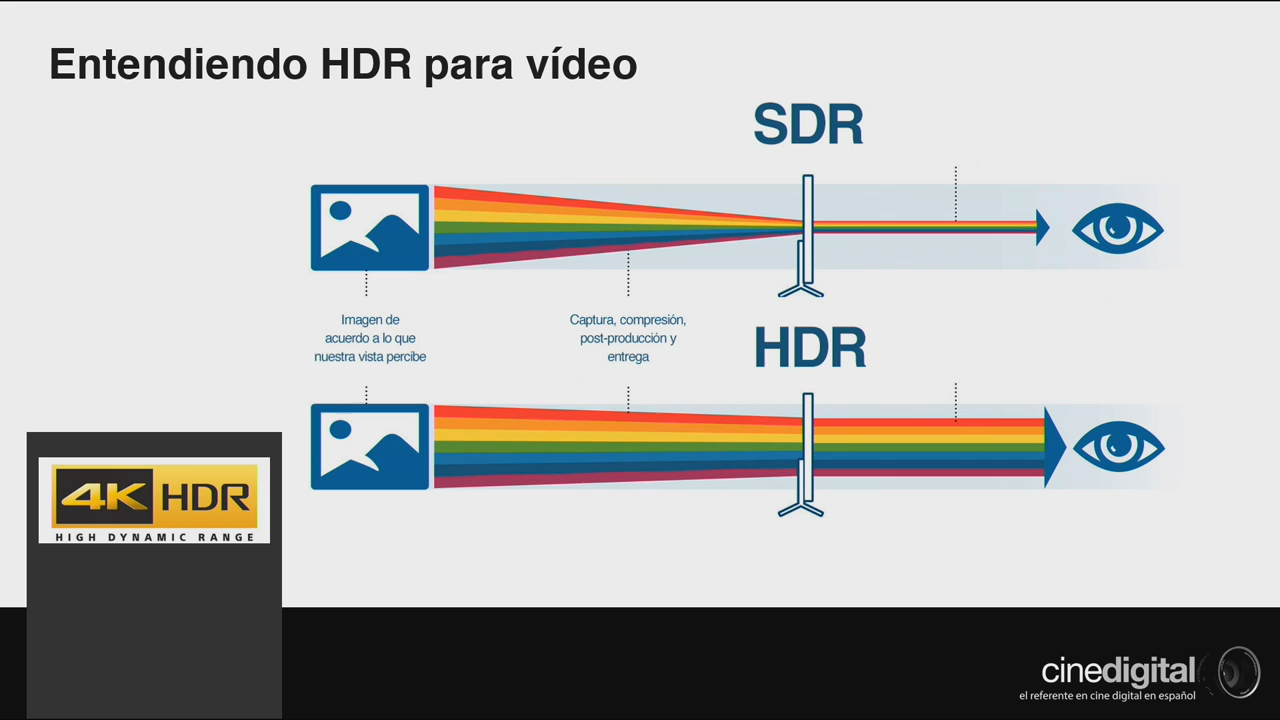 Entendiendo HDR para vídeo
SDR
Imagen de
acuerdo a lo que
nuestra vista percibe
Captura, compresión,
post-producción y
entrega
HDR
4K HDR
HIGH DYNAMIC RANGE
cinedigital
el referente en cine digital en español